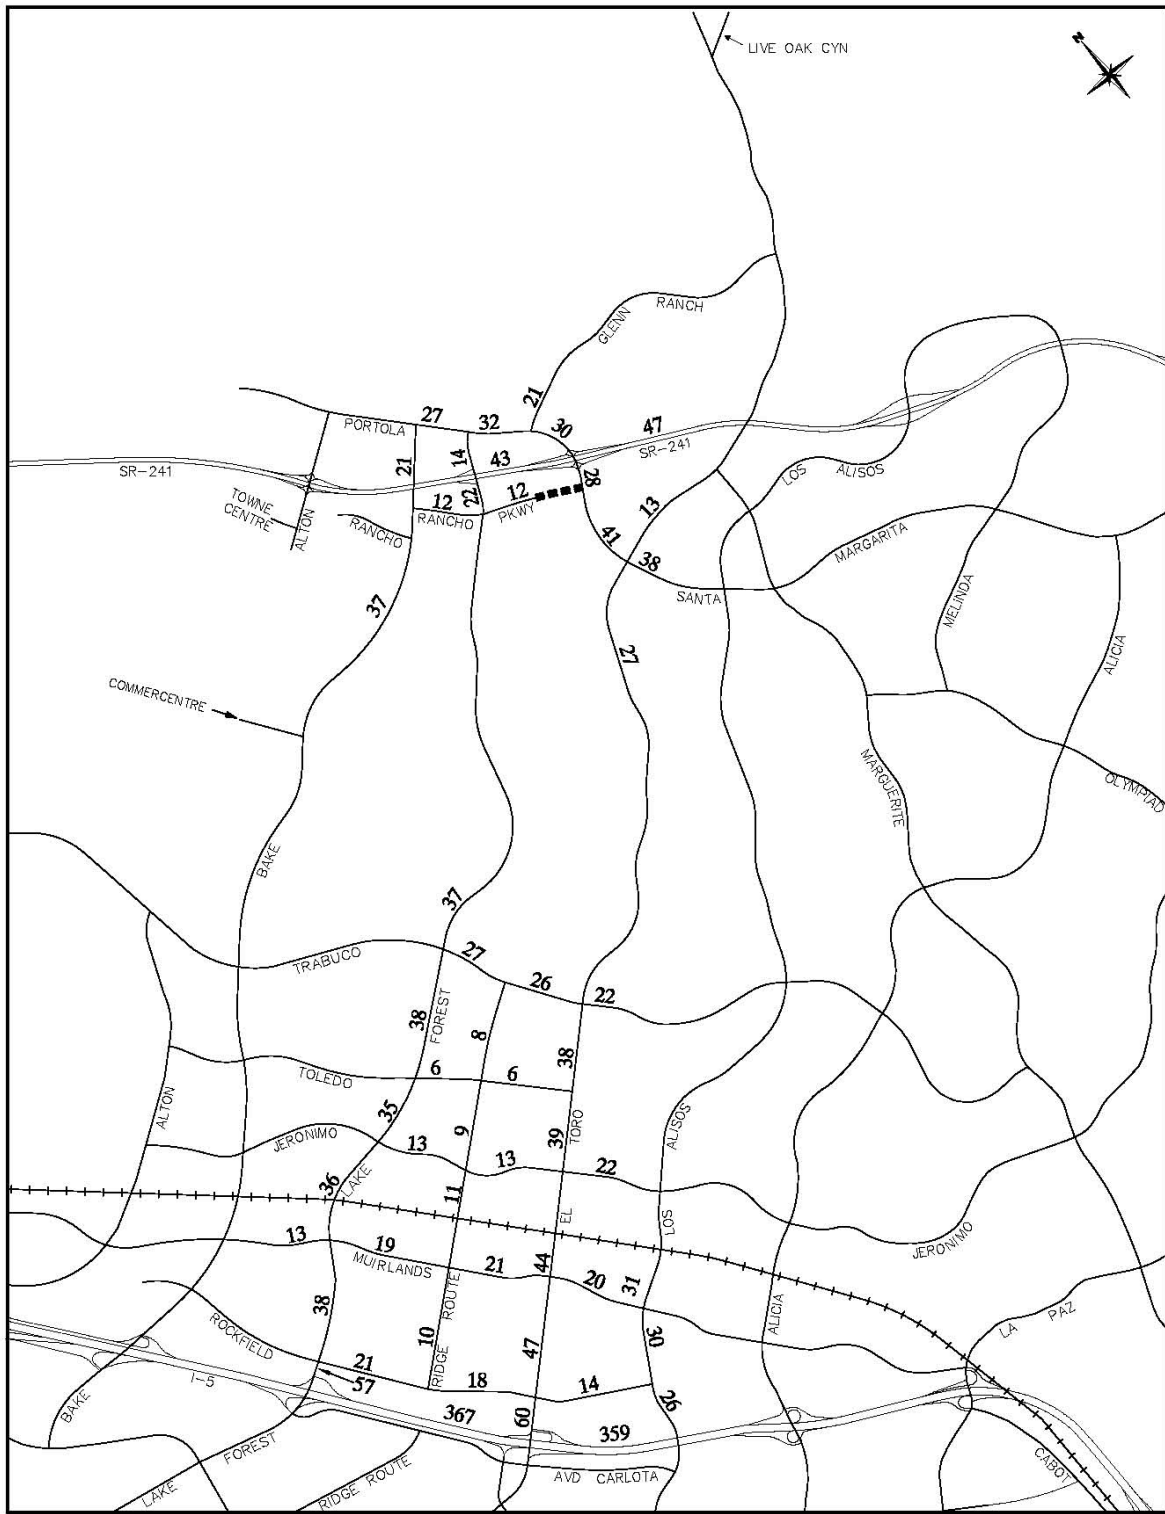 N
LIVE OAK CYN
RANCH
GLENN
21
27
32
30
47
PORTOLA
SR-241
14
43
21
SR-241
28
LOS
ALISOS
22
12
12
TOWNE
CENTRE
ALTON
RANCHO
RANCHO
PKWY
13
41
38
MARGARITA
SANTA
MELINDA
37
27
ALICIA
COMMERCENTRE
MARGUERITE
OLYMPIAD
BAKE
37
TRABUCO
27
26
22
38
FOREST
8
38
TOLEDO
6
6
ALTON
35
9
39
TORO
ALISOS
JERONIMO
13
13
22
36
LAKE
11
EL
LOS
JERONIMO
13
19
MUIRLANDS
21
44
20
31
38
ROUTE
ALICIA
LA PAZ
ROCKFIELD
10
RIDGE
47
30
21
57
18
14
26
I-5
BAKE
367
60
359
FOREST
LAKE
RIDGE ROUTE
AVD CARLOTA
CABOT